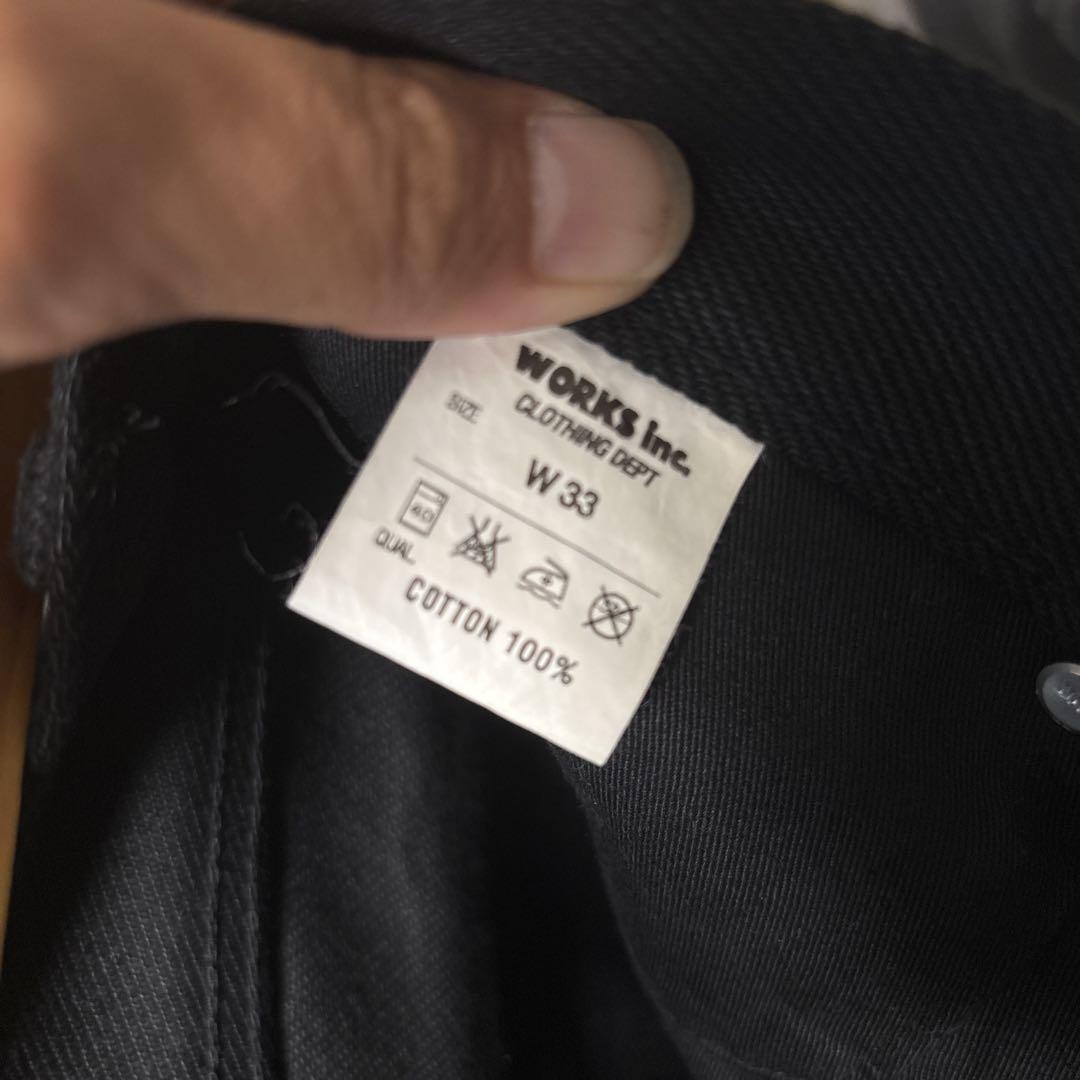 WORKS inc.
CLOTHING DEPT
SIZE
W 33
40
QUAL.
COTTON 100%